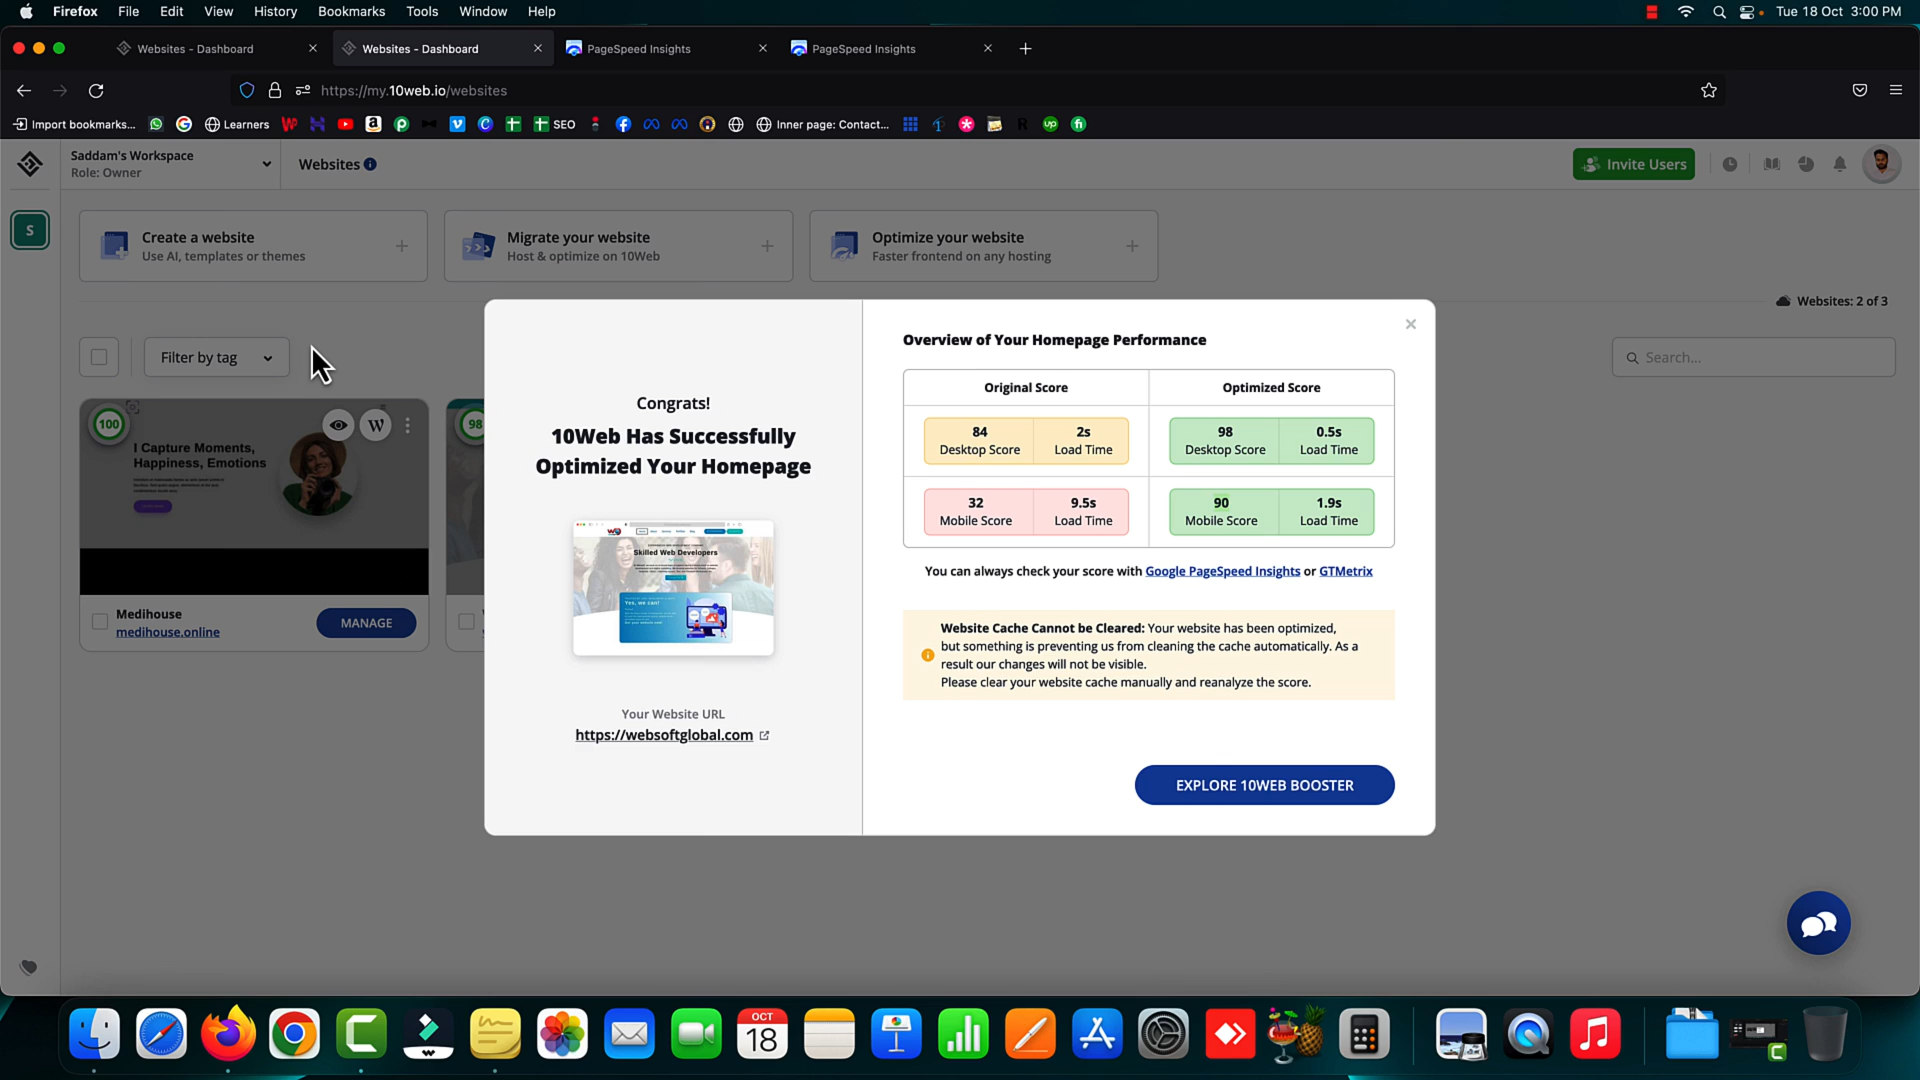 Firefox File Edit View History Bookmarks Tools Window Help
Tue 18 Oct 3:00 PM
Websites - Dashboard
Websites - Dashboard
PageSpeed Insights
PageSpeed Insights
https://my.10web.io/websites
Import bookmarks...
Learners
SEO
Inner page: Contact...
Saddam's Workspace
Role: Owner
Websites
Invite Users
S
Create a website
Use AI, templates or themes
Migrate your website
Host & optimize on 10Web
Optimize your website
Faster frontend on any hosting
Websites: 2 of 3
Filter by tag
Search...
100
98
I Capture Moments,
Happiness, Emotions
Medihouse
medihouse.online
MANAGE
Congrats!
10Web Has Successfully
Optimized Your Homepage
Skilled Web Developers
Yes, we can!
Your Website URL
https://websoftglobal.com
Overview of Your Homepage Performance
Original Score
Optimized Score
84
Desktop Score
2s
Load Time
98
Desktop Score
0.5s
Load Time
32
Mobile Score
9.5s
Load Time
90
Mobile Score
1.9s
Load Time
You can always check your score with Google PageSpeed Insights or GTMetrix
Website Cache Cannot be Cleared: Your website has been optimized,
but something is preventing us from cleaning the cache automatically. As a
result our changes will not be visible.
Please clear your website cache manually and reanalyze the score.
EXPLORE 10WEB BOOSTER
OCT
18